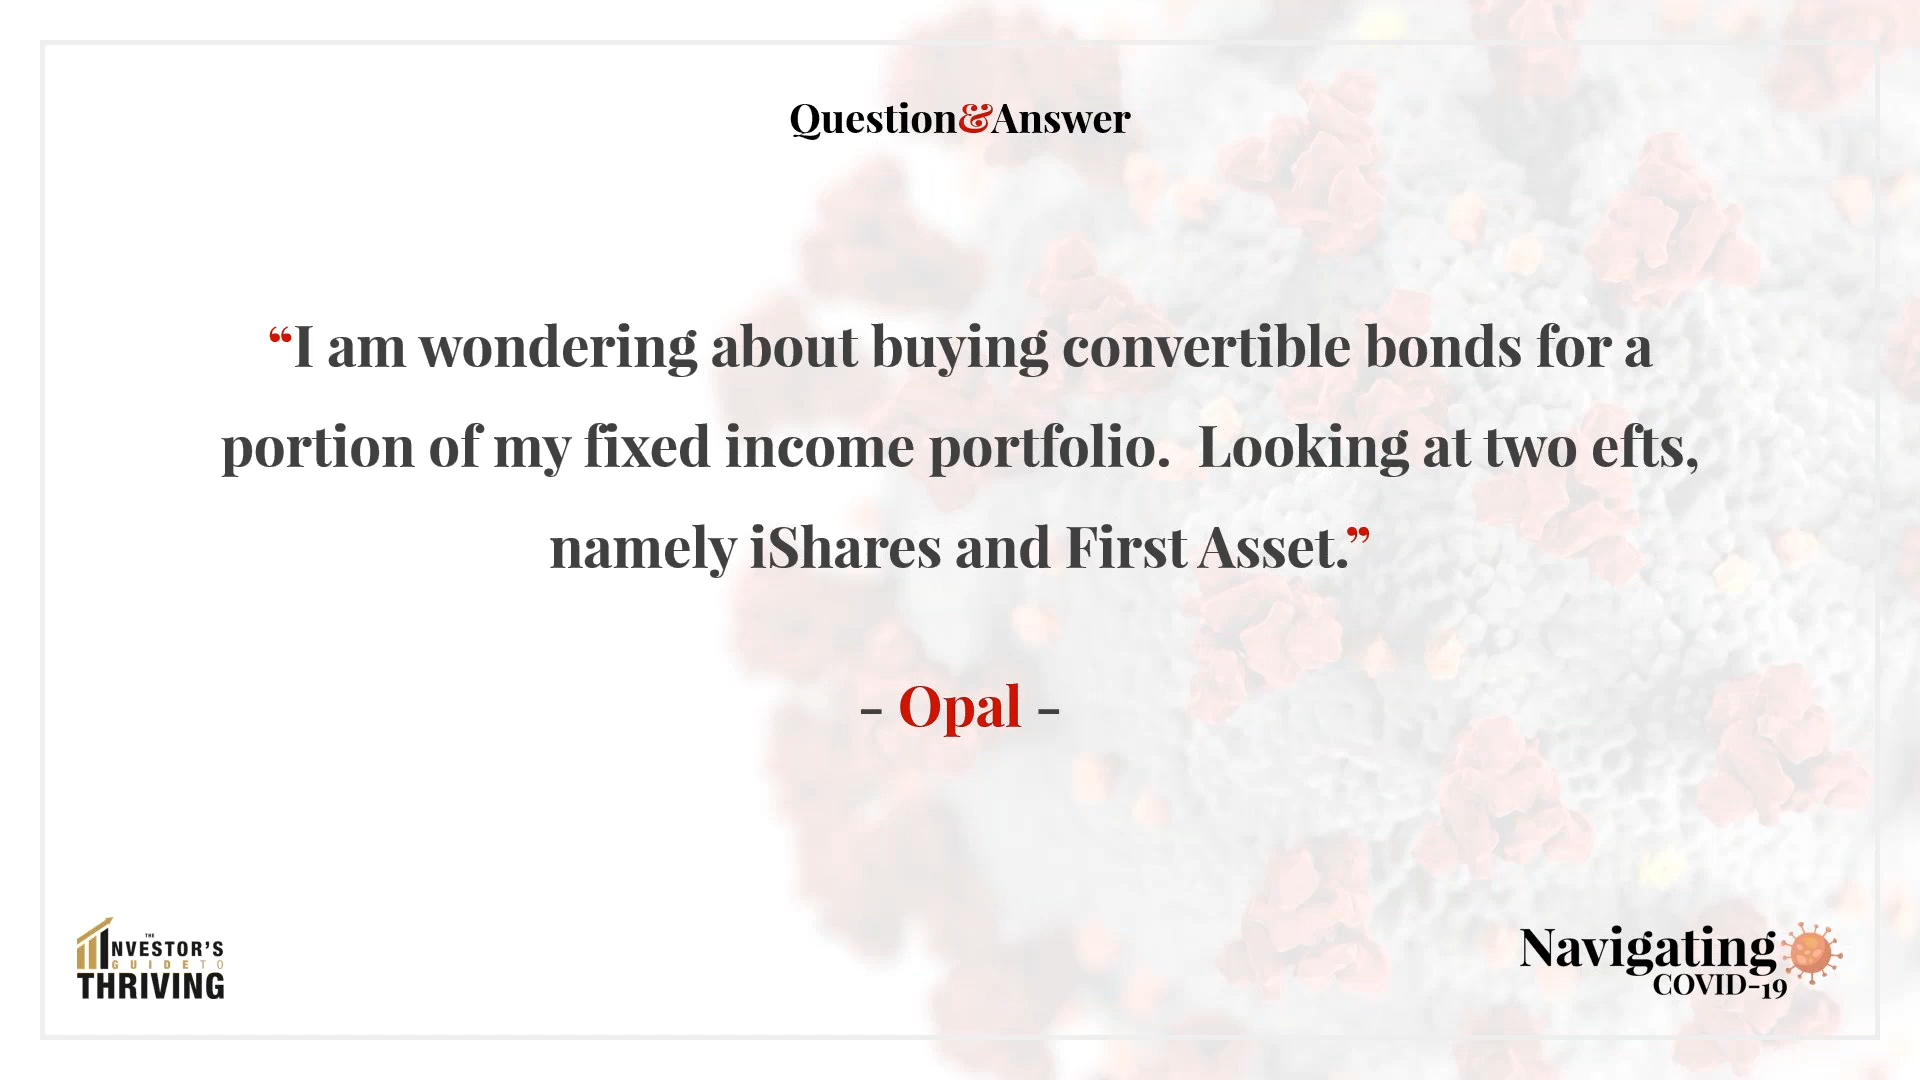 Question&Answer
“I am wondering about buying convertible bonds for a
portion of my fixed income portfolio.  Looking at two efts,
namely iShares and First Asset.”
- Opal -
THE
INVESTOR'S
GUIDE TO
THRIVING
Navigating
COVID-19